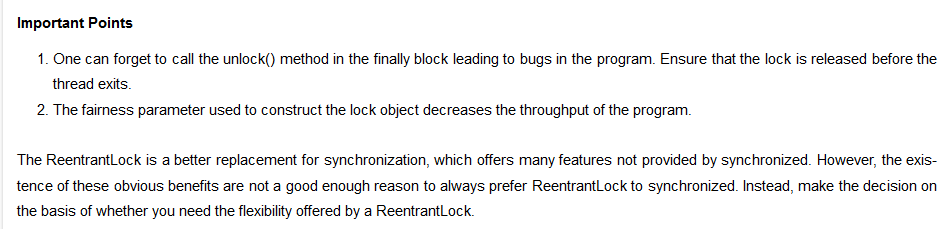 Important Points
1. One can forget to call the unlock() method in the finally block leading to bugs in the program. Ensure that the lock is released before the
thread exits.
2. The fairness parameter used to construct the lock object decreases the throughput of the program.
The ReentrantLock is a better replacement for synchronization, which offers many features not provided by synchronized. However, the exis-
tence of these obvious benefits are not a good enough reason to always prefer ReentrantLock to synchronized. Instead, make the decision on
the basis of whether you need the flexibility offered by a ReentrantLock.